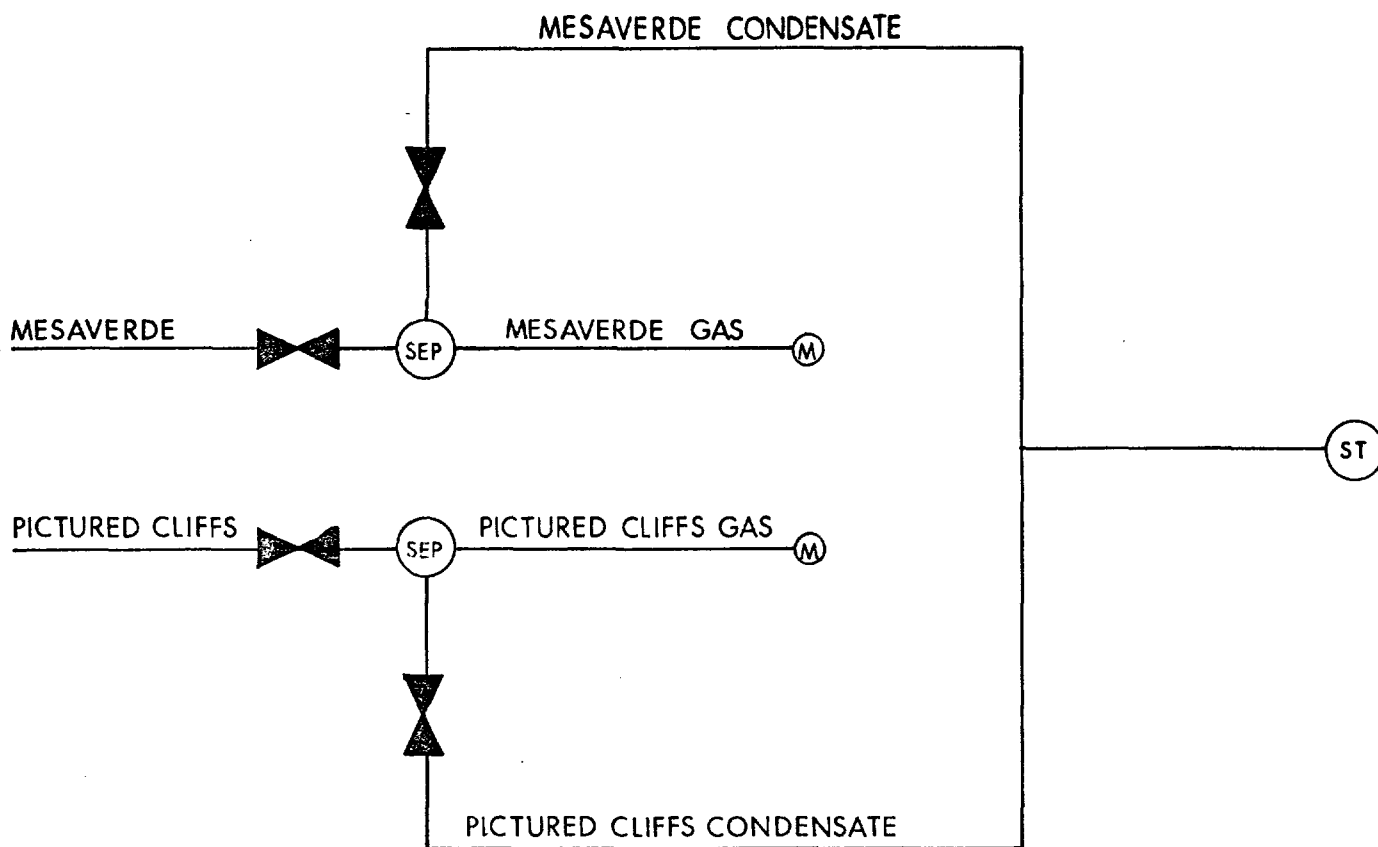 MESAVERDE CONDENSATE
MESAVERDE
SEP
MESAVERDE GAS
M
ST
PICTURED CLIFFS
SEP
PICTURED CLIFFS GAS
M
PICTURED CLIFFS CONDENSATE